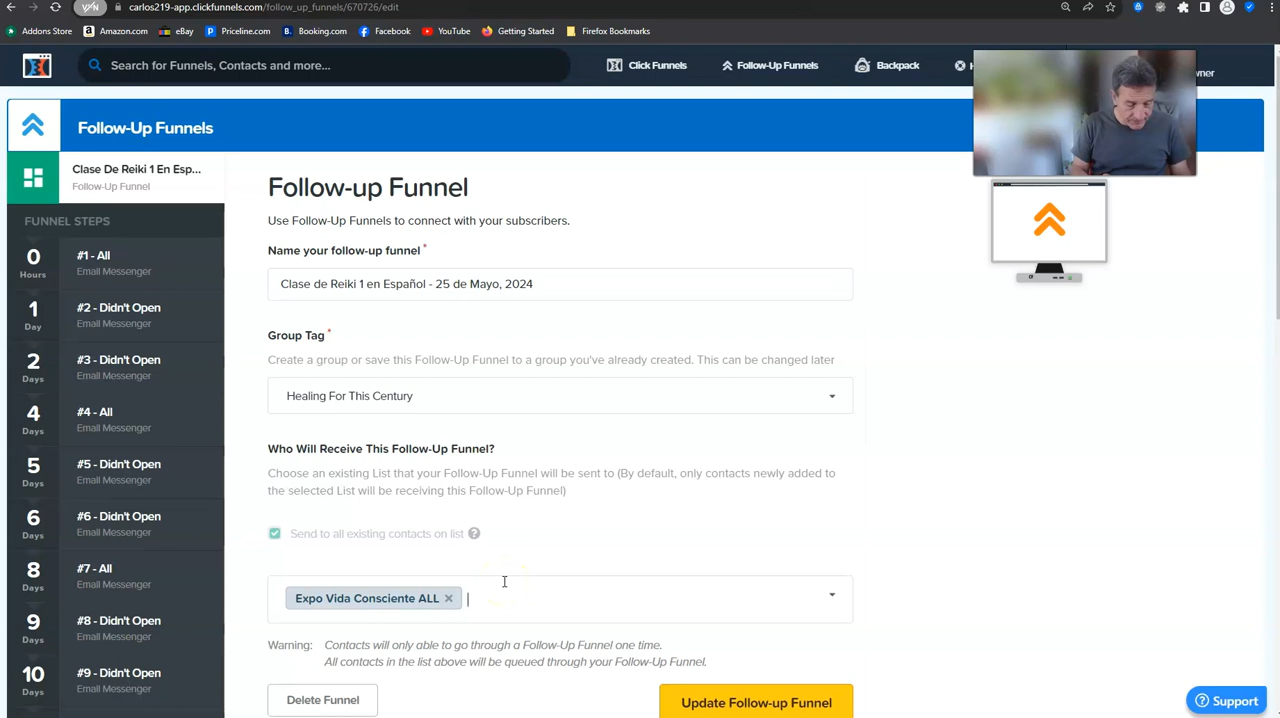 carlos219-app.clickfunnels.com/follow_up_funnels/670726/edit
VPN
Addons Store
Amazon.com
eBay
Priceline.com
Booking.com
Facebook
YouTube
Getting Started
Firefox Bookmarks
Search for Funnels, Contacts and more...
Click Funnels
Follow-Up Funnels
Backpack
Follow-Up Funnels
Clase De Reiki 1 En Esp...
Follow-Up Funnel
FUNNEL STEPS
0 Hours
#1 - All
Email Messenger
1 Day
#2 - Didn't Open
Email Messenger
2 Days
#3 - Didn't Open
Email Messenger
4 Days
#4 - All
Email Messenger
5 Days
#5 - Didn't Open
Email Messenger
6 Days
#6 - Didn't Open
Email Messenger
8 Days
#7 - All
Email Messenger
9 Days
#8 - Didn't Open
Email Messenger
10 Days
#9 - Didn't Open
Email Messenger
Follow-up Funnel
Use Follow-Up Funnels to connect with your subscribers.
Name your follow-up funnel *
Clase de Reiki 1 en Español - 25 de Mayo, 2024
Group Tag *
Create a group or save this Follow-Up Funnel to a group you've already created. This can be changed later
Healing For This Century
Who Will Receive This Follow-Up Funnel?
Choose an existing List that your Follow-Up Funnel will be sent to (By default, only contacts newly added to
the selected List will be receiving this Follow-Up Funnel)
Send to all existing contacts on list ?
Expo Vida Consciente ALL ×
Warning: Contacts will only able to go through a Follow-Up Funnel one time.
All contacts in the list above will be queued through your Follow-Up Funnel.
Delete Funnel
Update Follow-up Funnel
? Support